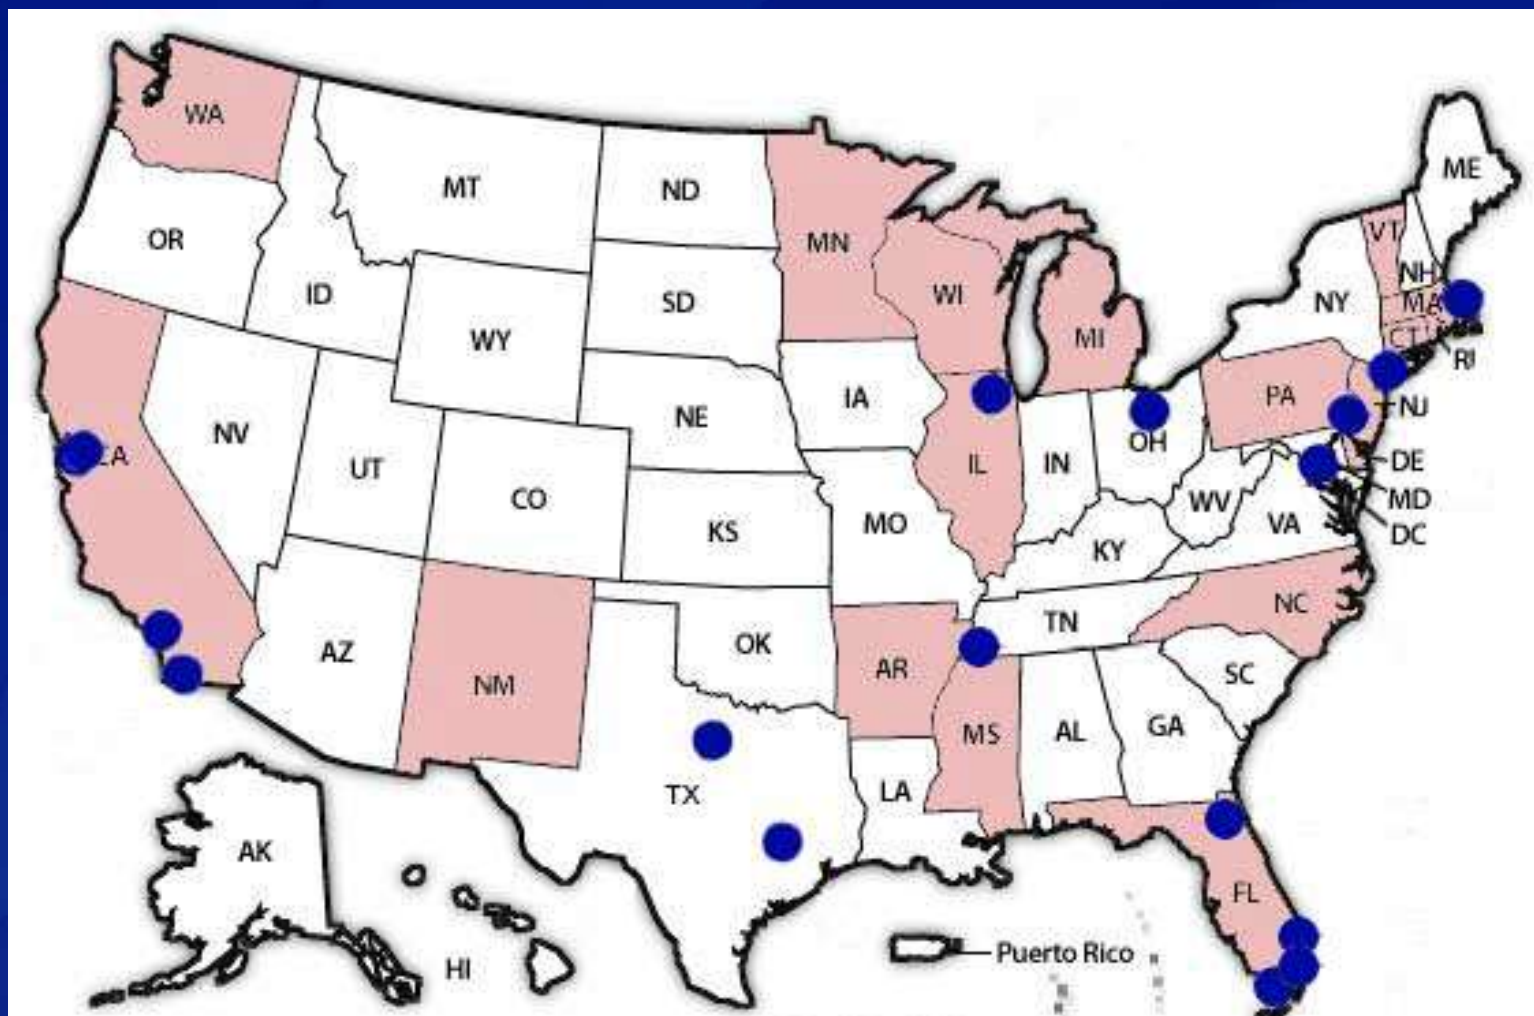 WA
MT
ND
MN
ME
OR
ID
SD
WI
MI
VT
NH
NY
MA
CT
RI
WY
IA
NE
PA
NJ
NV
UT
CA
CO
IL
IN
OH
DE
MD
DC
WV
VA
KS
MO
KY
NC
TN
AZ
NM
OK
AR
SC
MS
AL
GA
TX
LA
AK
FL
HI
Puerto Rico